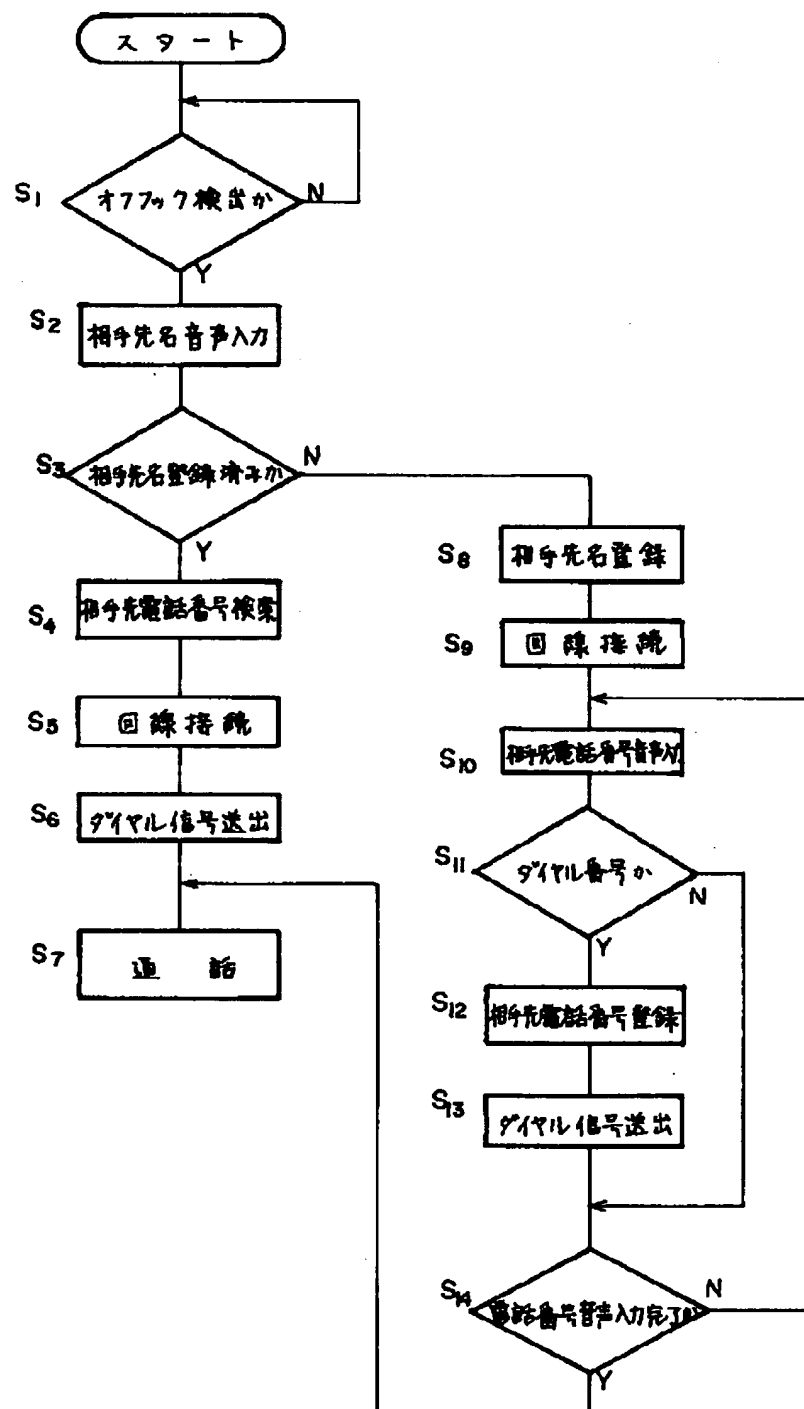 スタート
S1
オフフック検出か
N
Y
S2
相手先名音声入力
S3
相手先名登録済みか
N
Y
S4
相手先電話番号検索
S5
回線接続
S6
ダイヤル信号送出
S7
通話
S8
相手先名登録
S9
回線接続
S10
相手先電話番号音声入力
S11
ダイヤル番号か
N
Y
S12
相手先電話番号登録
S13
ダイヤル信号送出
S14
電話番号音声入力完了か
N
Y